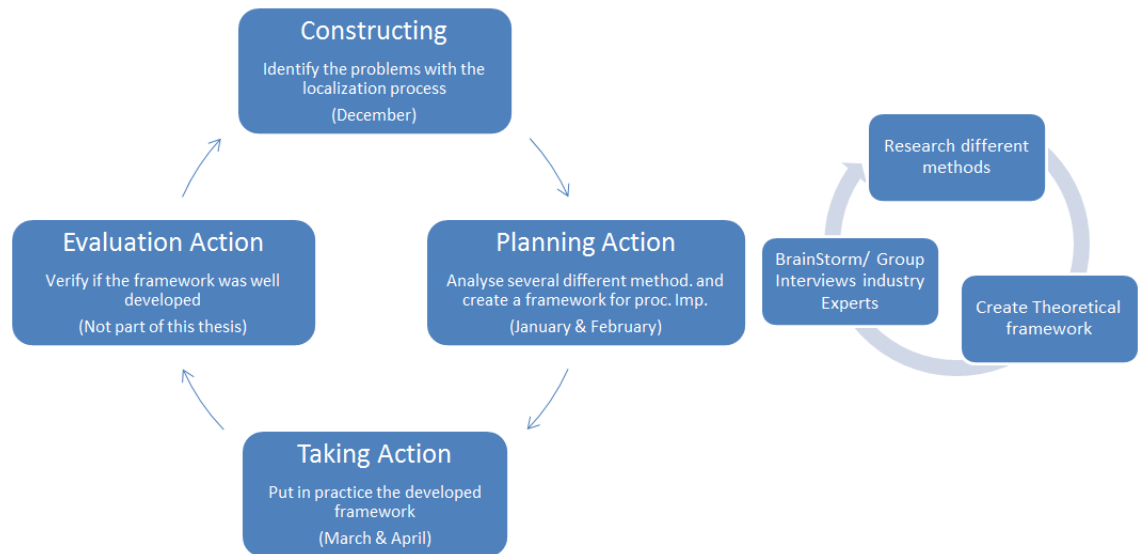 Constructing
Identify the problems with the
localization process
(December)
Evaluation Action
Verify if the framework was well
developed
(Not part of this thesis)
Planning Action
Analyse several different method. and
create a framework for proc. Imp.
(January & February)
Taking Action
Put in practice the developed
framework
(March & April)
Research different
methods
BrainStorm/ Group
Interviews industry
Experts
Create Theoretical
framework